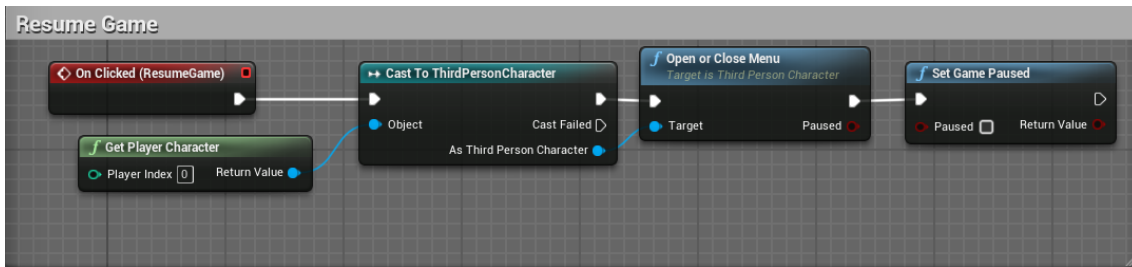 Resume Game
On Clicked (ResumeGame)
Get Player Character
Player Index 0
Return Value
Cast To ThirdPersonCharacter
Object
Cast Failed
As Third Person Character
Open or Close Menu
Target is Third Person Character
Target
Paused
Set Game Paused
Paused
Return Value